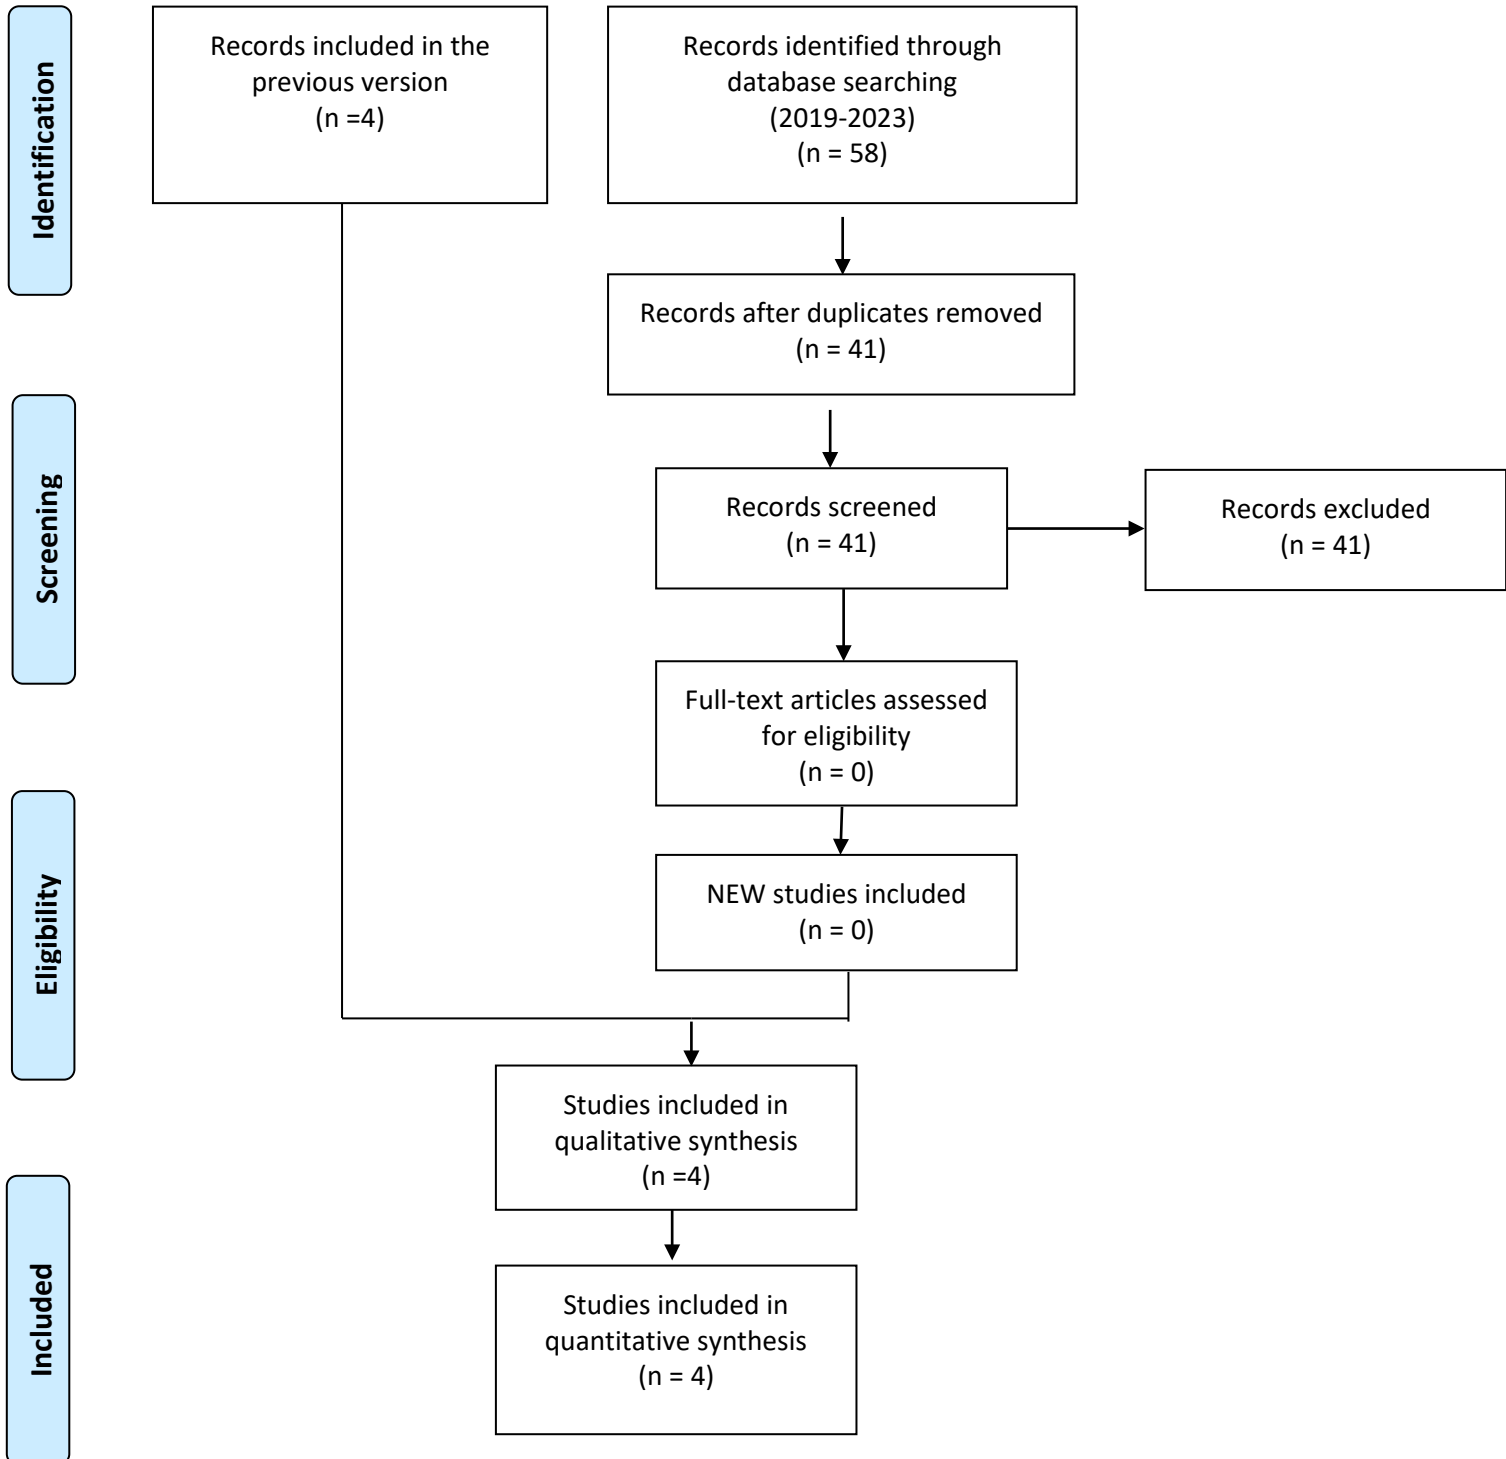 Identification
Records included in the
previous version
(n =4)
Records identified through
database searching
(2019-2023)
(n = 58)
Records after duplicates removed
(n = 41)
Screening
Records screened
(n = 41)
Records excluded
(n = 41)
Full-text articles assessed
for eligibility
(n = 0)
Eligibility
NEW studies included
(n = 0)
Studies included in
qualitative synthesis
(n =4)
Included
Studies included in
quantitative synthesis
(n = 4)